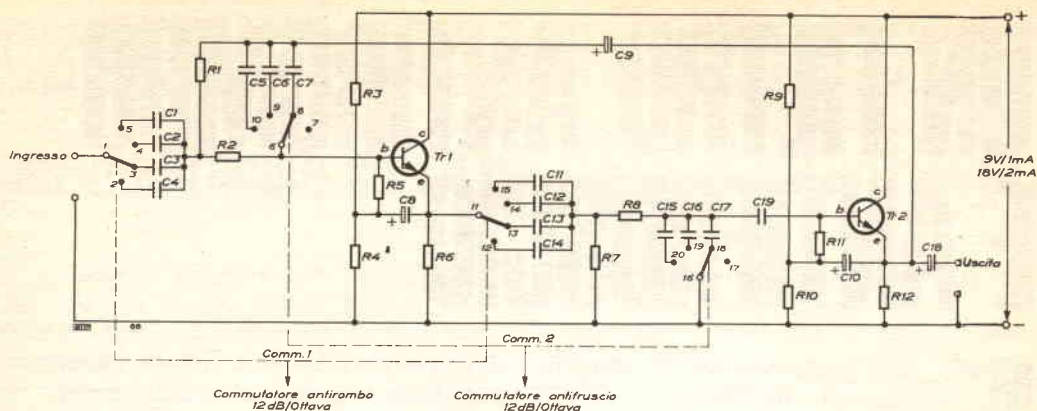 +
C9
R1
C5
C6
C7
R3
R9
C1
C2
C3
C4
5
4
3
2
1
Ingresso
R2
10
9
8
7
6
b
c
e
Tr1
R5
C8
+
R4
R6
11
15
14
13
12
C11
C12
C13
C14
R7
R8
C15
C16
C17
20
19
18
17
16
C19
b
c
e
Tr2
R11
C10
+
R10
R12
+
C18
Uscita
9V/1mA
18V/2mA
−
Comm. 1
Comm. 2
Commutatore antirombo
12dB/Ottava
Commutatore antifruscio
12dB/Ottava